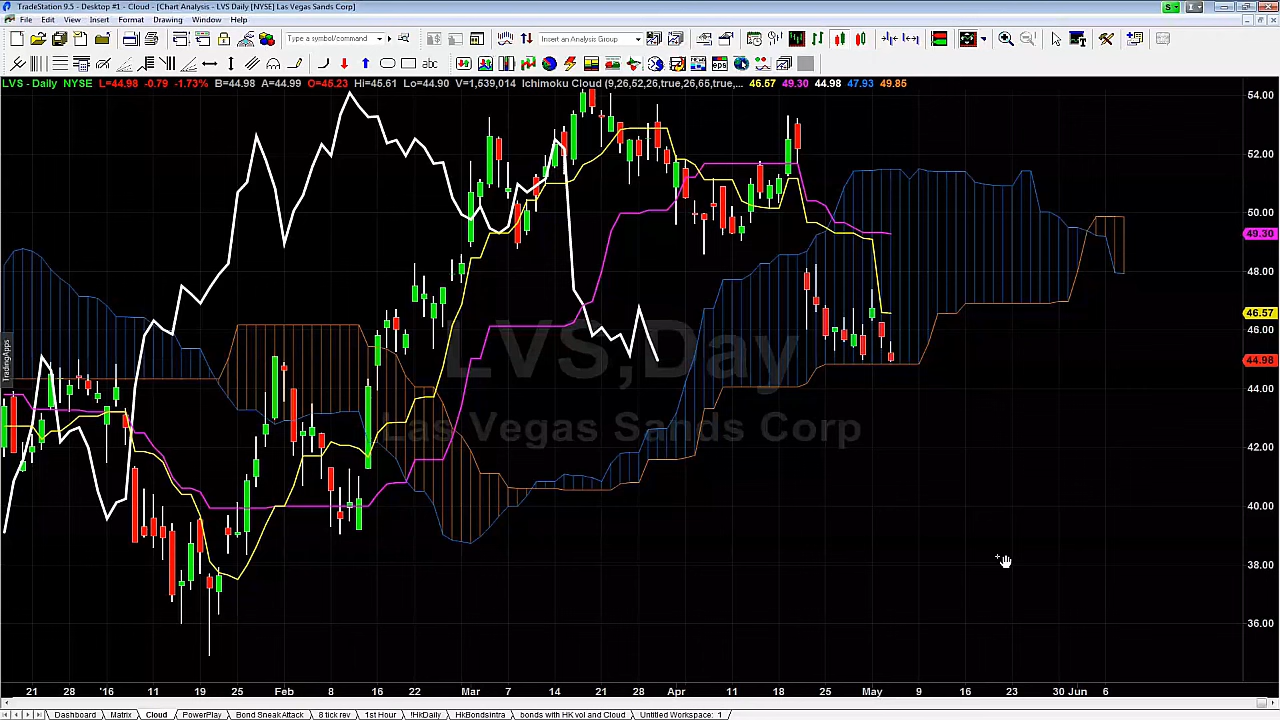 TradeStation 9.5 - Desktop #1 - Cloud - [Chart Analysis - LVS Daily [NYSE] Las Vegas Sands Corp]
File Edit View Insert Format Drawing Window Help
Type a symbol/command
Insert an Analysis Group
abc
eps
LVS - Daily NYSE L=44.98 -0.79 -1.73% B=44.98 A=44.99 O=45.23 Hi=45.61 Lo=44.90 V=1,539,014 Ichimoku Cloud (9,26,52,26,true,26,65,true,... 46.57 49.30 44.98 47.93 49.85
54.00
52.00
50.00
49.30
48.00
46.57
46.00
44.98
44.00
42.00
40.00
38.00
36.00
TradingApps
LVS,Day
Las Vegas Sands Corp
21 28 '16 11 19 25 Feb 8 16 22 Mar 7 14 21 28 Apr 11 18 25 May 9 16 23 30 Jun 6
Dashboard Matrix Cloud PowerPlay Bond SneakAttack 6 tick rev 1st Hour !HkDaily HkBondsintra bonds with HK vol and Cloud Untitled Workspace: 1